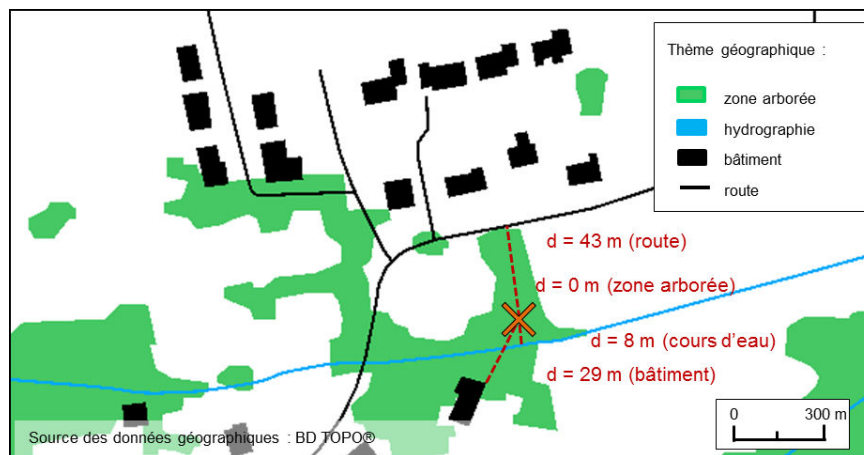 Thème géographique :
zone arborée
hydrographie
bâtiment
route
d = 43 m (route)
d = 0 m (zone arborée)
d = 8 m (cours d'eau)
d = 29 m (bâtiment)
0 300 m
Source des données géographiques : BD TOPO®